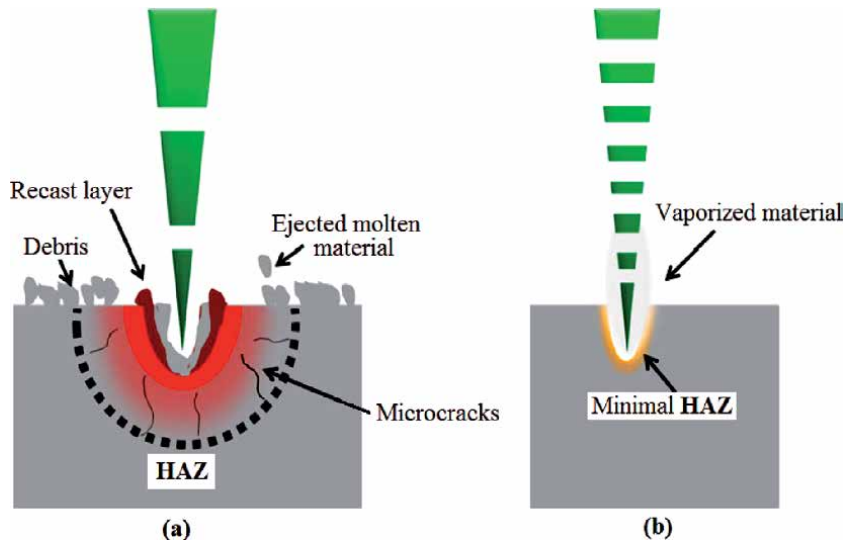 Recast layer
Debris
Ejected molten
material
Microcracks
HAZ
(a)
Vaporized material
Minimal HAZ
(b)